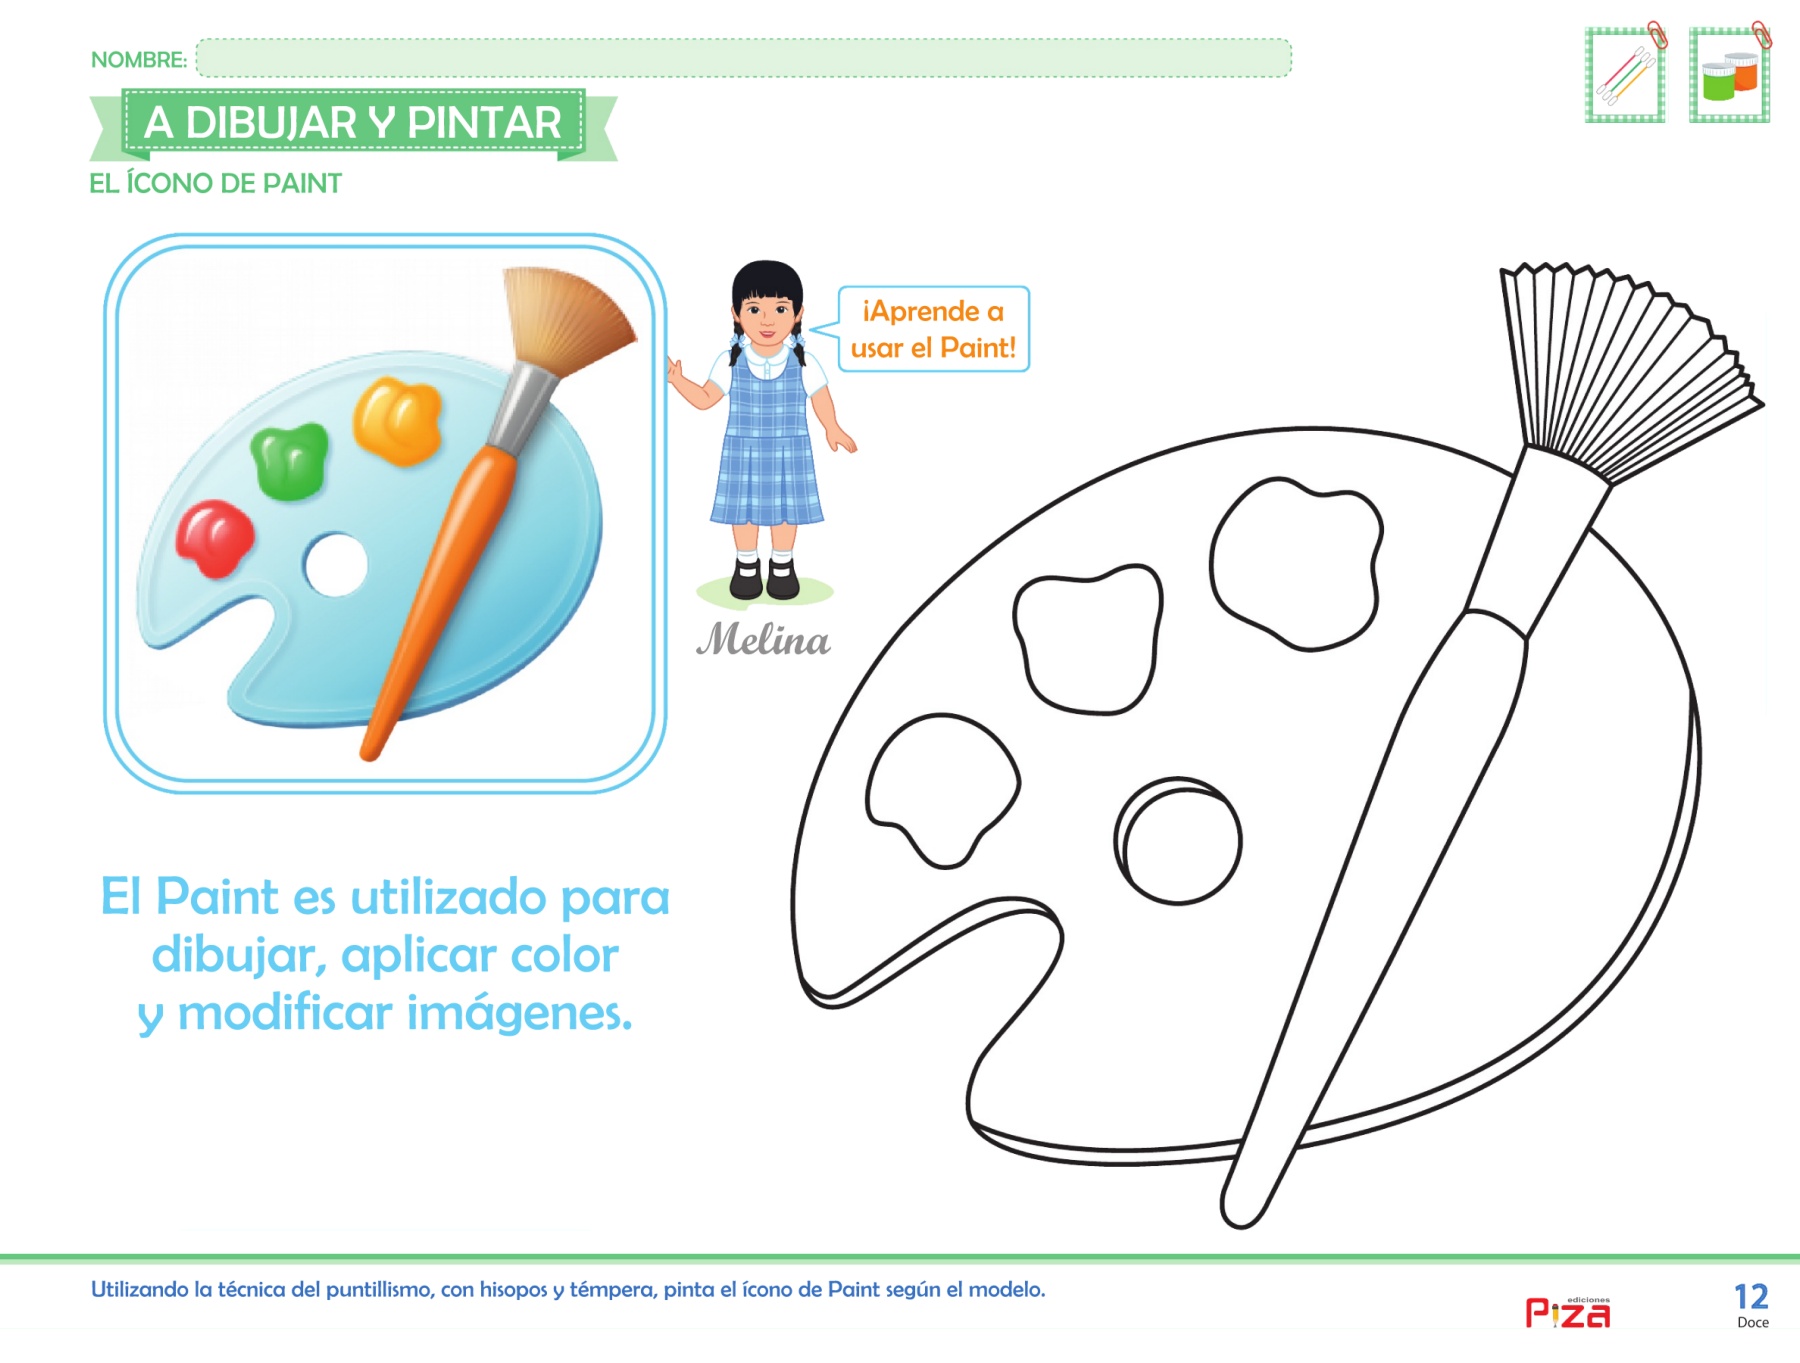 NOMBRE:
A DIBUJAR Y PINTAR
EL ÍCONO DE PAINT
¡Aprende a
usar el Paint!
Melina
El Paint es utilizado para
dibujar, aplicar color
y modificar imágenes.
Utilizando la técnica del puntillismo, con hisopos y témpera, pinta el ícono de Paint según el modelo.
ediciones
Piza
12
Doce